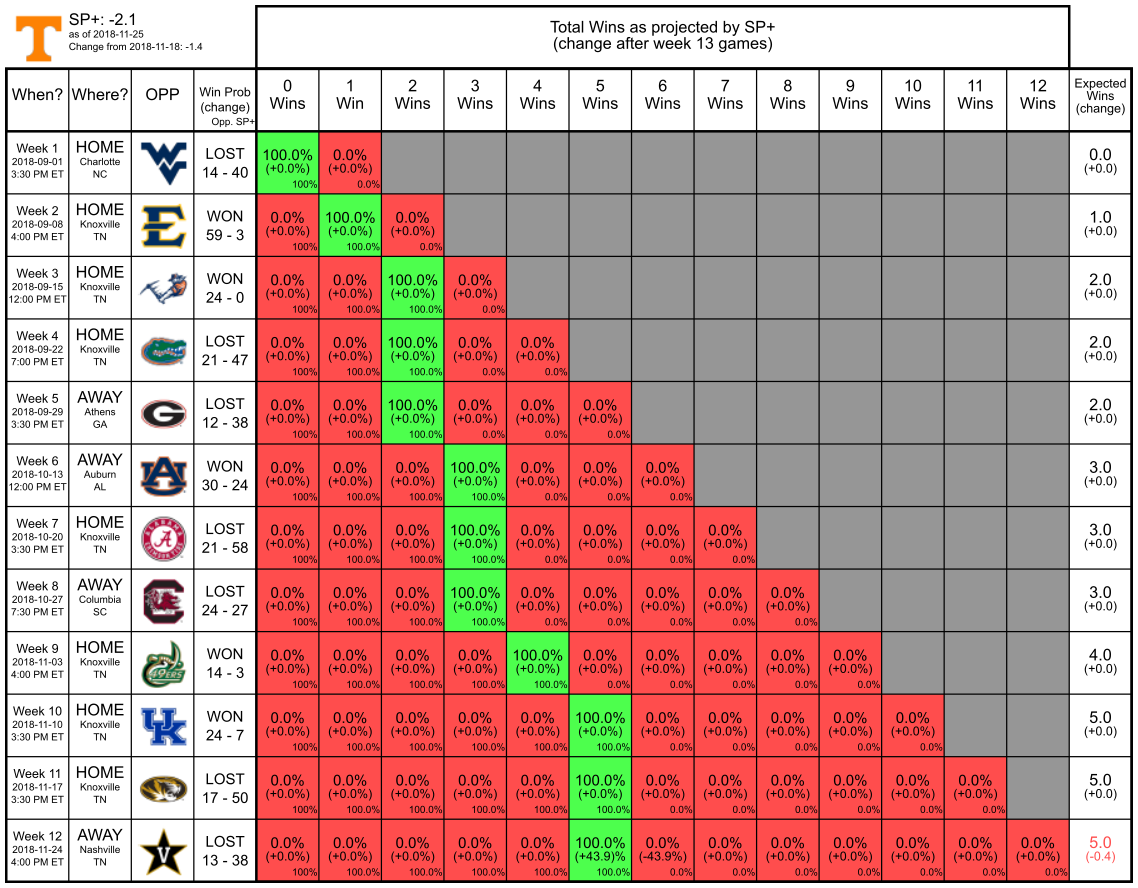 T
SP+: -2.1
as of 2018-11-25
Change from 2018-11-18: -1.4
Total Wins as projected by SP+
(change after week 13 games)
When? Where? OPP Win Prob (change) Opp. SP+ 0 Wins 1 Win 2 Wins 3 Wins 4 Wins 5 Wins 6 Wins 7 Wins 8 Wins 9 Wins 10 Wins 11 Wins 12 Wins Expected Wins (change)
Week 1 HOME LOST 100.0% 0.0% 0.0
2018-09-01 Charlotte WV (+0.0%) (+0.0%) (+0.0)
3:30 PM ET NC 14 - 40 100% 0.0%
Week 2 HOME WON 0.0% 100.0% 0.0% 1.0
2018-09-08 Knoxville E (+0.0%) (+0.0%) (+0.0%) (+0.0)
4:00 PM ET TN 59 - 3 100% 100.0% 0.0%
Week 3 HOME WON 0.0% 0.0% 100.0% 0.0% 2.0
2018-09-15 Knoxville (+0.0%) (+0.0%) (+0.0%) (+0.0%) (+0.0)
12:00 PM ET TN 24 - 0 100% 100.0% 100.0% 0.0%
Week 4 HOME LOST 0.0% 0.0% 100.0% 0.0% 0.0% 2.0
2018-09-22 Knoxville (+0.0%) (+0.0%) (+0.0%) (+0.0%) (+0.0%) (+0.0)
7:00 PM ET TN 21 - 47 100% 100.0% 100.0% 0.0% 0.0%
Week 5 AWAY LOST 0.0% 0.0% 100.0% 0.0% 0.0% 0.0% 2.0
2018-09-29 Athens G (+0.0%) (+0.0%) (+0.0%) (+0.0%) (+0.0%) (+0.0%) (+0.0)
3:30 PM ET GA 12 - 38 100% 100.0% 100.0% 0.0% 0.0% 0.0%
Week 6 AWAY WON 0.0% 0.0% 0.0% 100.0% 0.0% 0.0% 0.0% 3.0
2018-10-13 Auburn AU (+0.0%) (+0.0%) (+0.0%) (+0.0%) (+0.0%) (+0.0%) (+0.0%) (+0.0)
12:00 PM ET AL 30 - 24 100% 100.0% 100.0% 100.0% 0.0% 0.0% 0.0%
Week 7 HOME LOST 0.0% 0.0% 0.0% 100.0% 0.0% 0.0% 0.0% 0.0% 3.0
2018-10-20 Knoxville ALABAMA A CRIMSON TIDE (+0.0%) (+0.0%) (+0.0%) (+0.0%) (+0.0%) (+0.0%) (+0.0%) (+0.0%) (+0.0)
3:30 PM ET TN 21 - 58 100% 100.0% 100.0% 100.0% 0.0% 0.0% 0.0% 0.0%
Week 8 AWAY LOST 0.0% 0.0% 0.0% 100.0% 0.0% 0.0% 0.0% 0.0% 0.0% 3.0
2018-10-27 Columbia C (+0.0%) (+0.0%) (+0.0%) (+0.0%) (+0.0%) (+0.0%) (+0.0%) (+0.0%) (+0.0%) (+0.0)
7:30 PM ET SC 24 - 27 100% 100.0% 100.0% 100.0% 0.0% 0.0% 0.0% 0.0% 0.0%
Week 9 HOME WON 0.0% 0.0% 0.0% 0.0% 100.0% 0.0% 0.0% 0.0% 0.0% 0.0% 4.0
2018-11-03 Knoxville 49ERS (+0.0%) (+0.0%) (+0.0%) (+0.0%) (+0.0%) (+0.0%) (+0.0%) (+0.0%) (+0.0%) (+0.0%) (+0.0)
4:00 PM ET TN 14 - 3 100% 100.0% 100.0% 100.0% 100.0% 0.0% 0.0% 0.0% 0.0% 0.0%
Week 10 HOME WON 0.0% 0.0% 0.0% 0.0% 0.0% 100.0% 0.0% 0.0% 0.0% 0.0% 0.0% 5.0
2018-11-10 Knoxville UK (+0.0%) (+0.0%) (+0.0%) (+0.0%) (+0.0%) (+0.0%) (+0.0%) (+0.0%) (+0.0%) (+0.0%) (+0.0%) (+0.0)
3:30 PM ET TN 24 - 7 100% 100.0% 100.0% 100.0% 100.0% 100.0% 0.0% 0.0% 0.0% 0.0% 0.0%
Week 11 HOME LOST 0.0% 0.0% 0.0% 0.0% 0.0% 100.0% 0.0% 0.0% 0.0% 0.0% 0.0% 0.0% 5.0
2018-11-17 Knoxville (+0.0%) (+0.0%) (+0.0%) (+0.0%) (+0.0%) (+0.0%) (+0.0%) (+0.0%) (+0.0%) (+0.0%) (+0.0%) (+0.0%) (+0.0)
3:30 PM ET TN 17 - 50 100% 100.0% 100.0% 100.0% 100.0% 100.0% 0.0% 0.0% 0.0% 0.0% 0.0% 0.0%
Week 12 AWAY LOST 0.0% 0.0% 0.0% 0.0% 0.0% 100.0% 0.0% 0.0% 0.0% 0.0% 0.0% 0.0% 0.0% 5.0
2018-11-24 Nashville V (+0.0%) (+0.0%) (+0.0%) (+0.0%) (+0.0%) (+43.9)% (-43.9%) (+0.0%) (+0.0%) (+0.0%) (+0.0%) (+0.0%) (+0.0%) (-0.4)
4:00 PM ET TN 13 - 38 100% 100.0% 100.0% 100.0% 100.0% 100.0% 0.0% 0.0% 0.0% 0.0% 0.0% 0.0% 0.0%